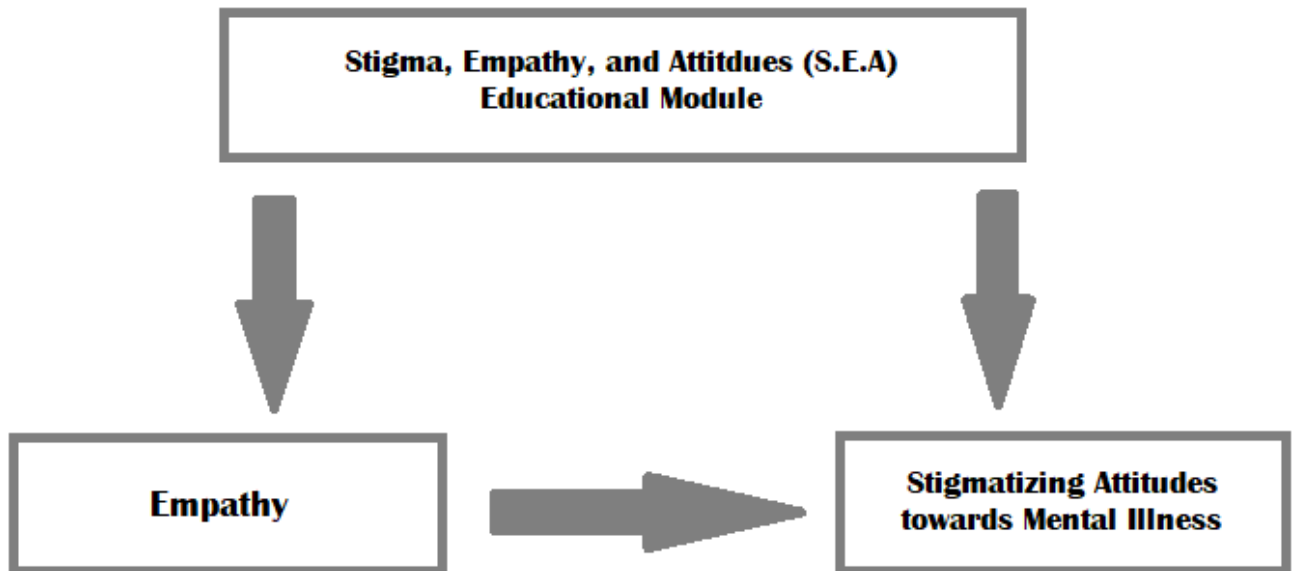 Stigma, Empathy, and Attitdues (S.E.A)
Educational Module
Empathy
Stigmatizing Attitudes
towards Mental Illness